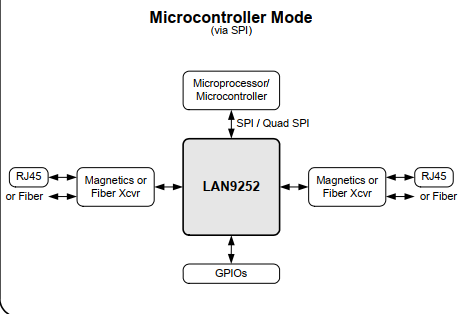 Microcontroller Mode
(via SPI)
Microprocessor/
Microcontroller
SPI / Quad SPI
RJ45
or Fiber
Magnetics or
Fiber Xcvr
LAN9252
Magnetics or
Fiber Xcvr
RJ45
or Fiber
GPIOs